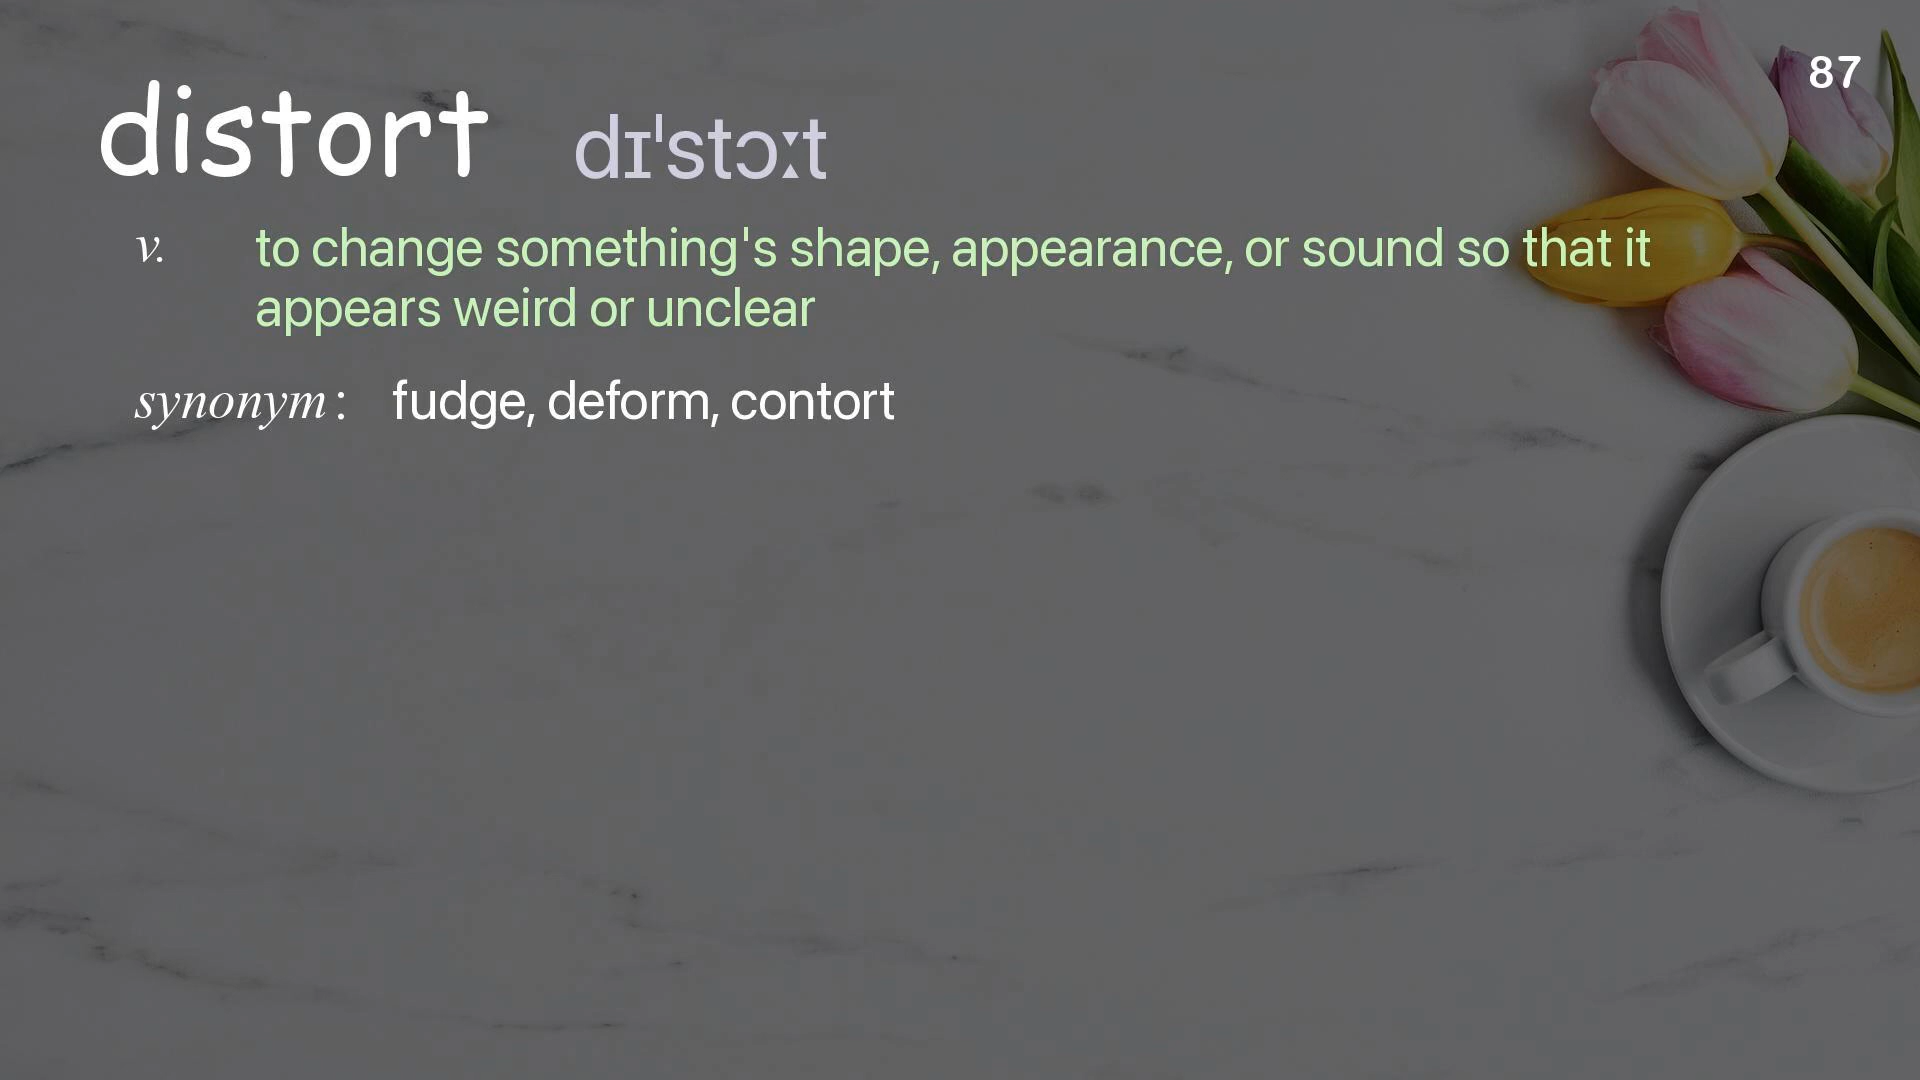 87
distort dɪˈstɔːt
v. to change something's shape, appearance, or sound so that it
appears weird or unclear
synonym : fudge, deform, contort